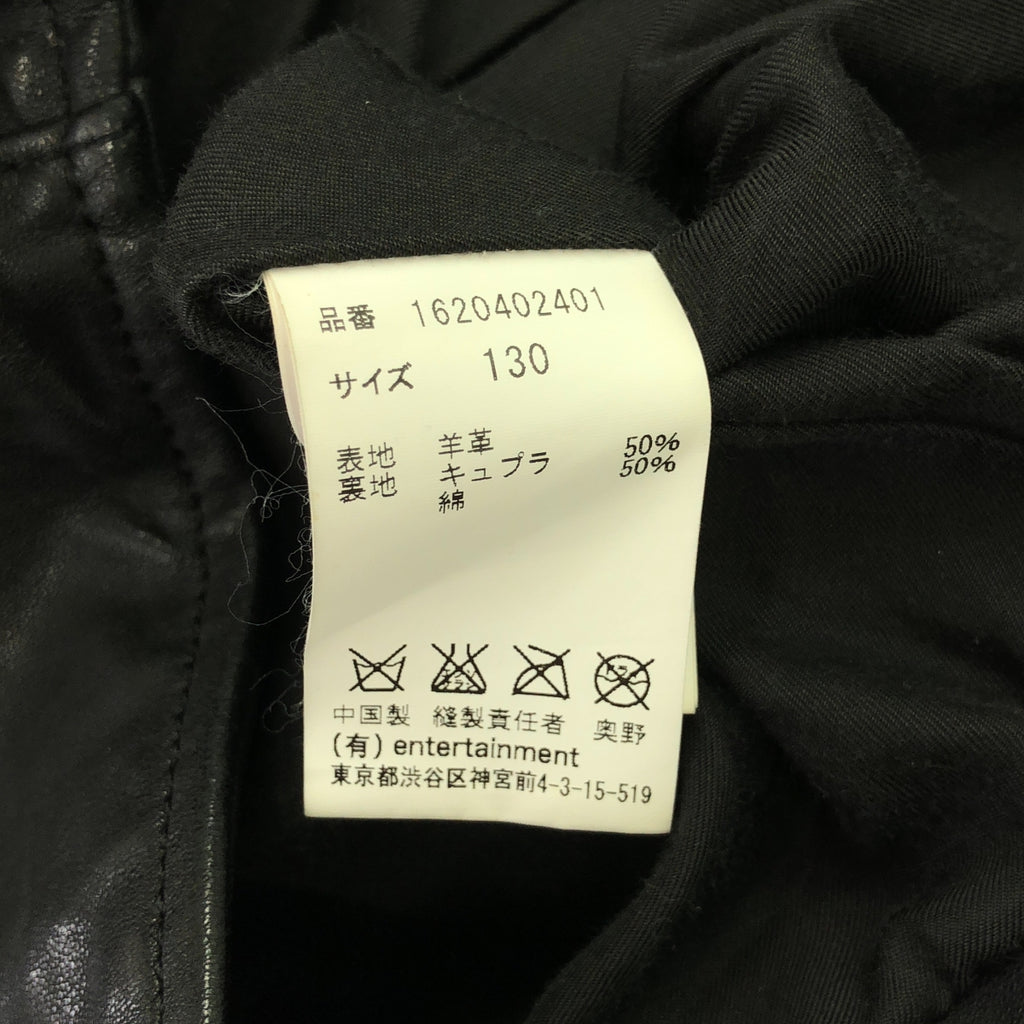 品番 1620402401
サイズ 130
表地 羊革 50%
裏地 キュプラ 50%
綿
中国製 縫製責任者 奥野
(有) entertainment
東京都渋谷区神宮前4-3-15-519